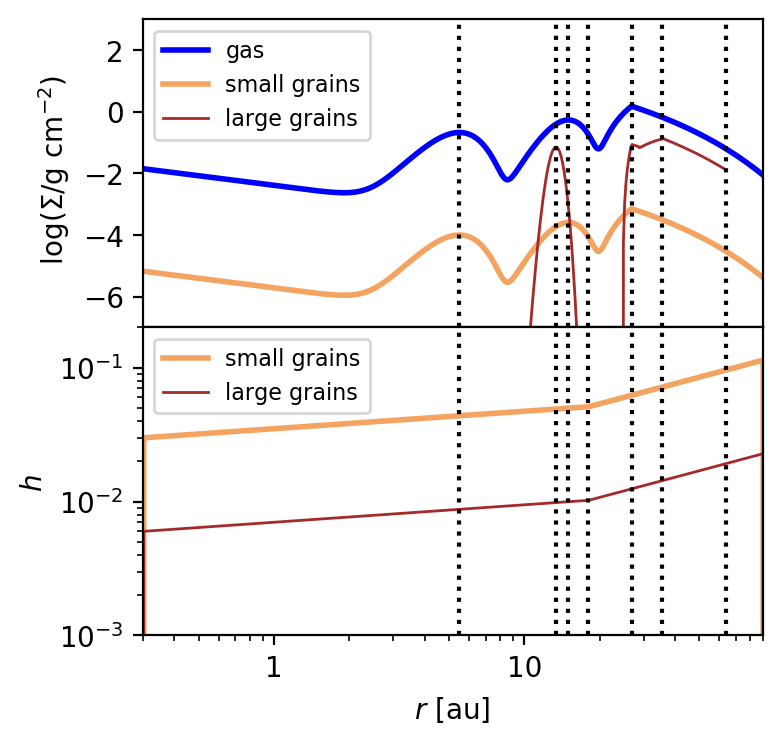 log(Σ/g cm⁻²)
2
0
−2
−4
−6
gas
small grains
large grains
h
10⁻¹
10⁻²
10⁻³
small grains
large grains
1
10
r [au]